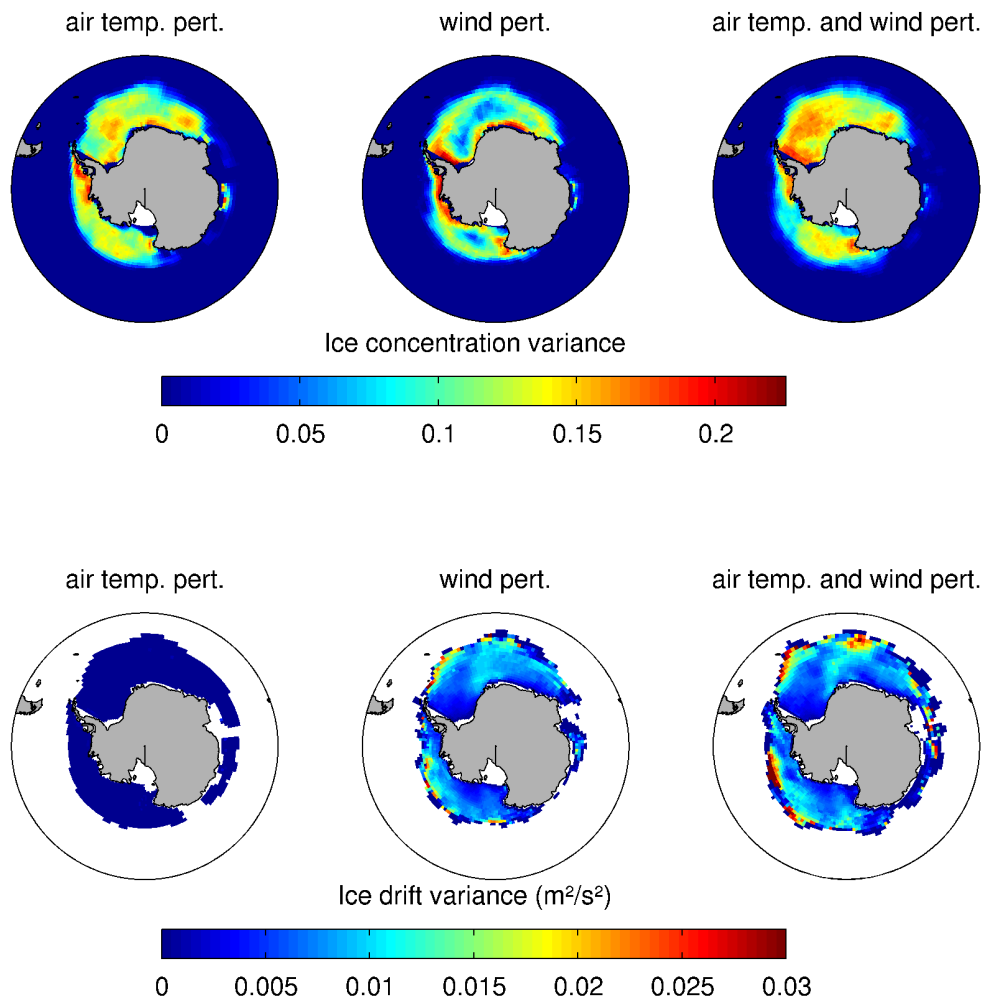 air temp. pert. wind pert. air temp. and wind pert.
Ice concentration variance
0 0.05 0.1 0.15 0.2
air temp. pert. wind pert. air temp. and wind pert.
Ice drift variance (m²/s²)
0 0.005 0.01 0.015 0.02 0.025 0.03